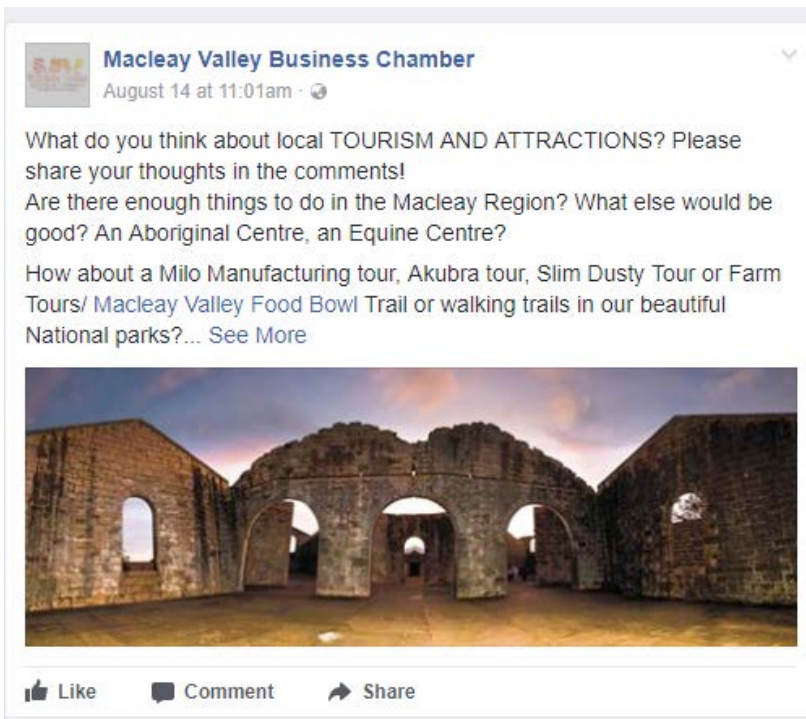 Macleay Valley Business Chamber
August 14 at 11:01am ·
What do you think about local TOURISM AND ATTRACTIONS? Please
share your thoughts in the comments!
Are there enough things to do in the Macleay Region? What else would be
good? An Aboriginal Centre, an Equine Centre?
How about a Milo Manufacturing tour, Akubra tour, Slim Dusty Tour or Farm
Tours/ Macleay Valley Food Bowl Trail or walking trails in our beautiful
National parks?... See More
Like Comment Share